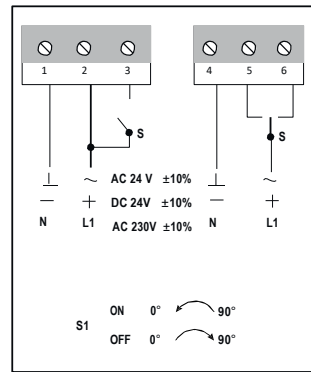 1 2 3 4 5 6
S S
AC 24 V ±10%
DC 24V ±10%
N L1 AC 230V ±10% N L1
ON 0° 90°
S1
OFF 0° 90°